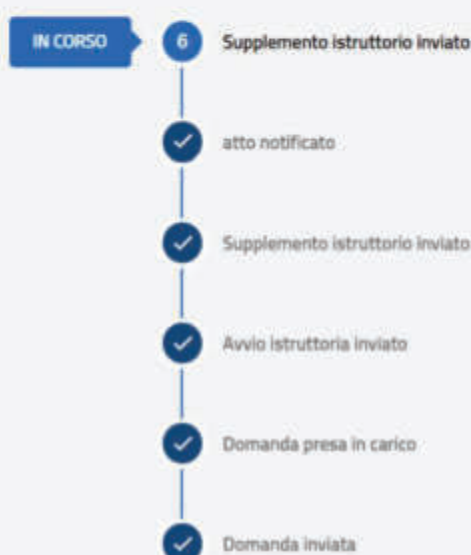 IN CORSO
6 Supplemento istruttorio inviato
atto notificato
Supplemento istruttorio inviato
Avvio istruttoria inviato
Domanda presa in carico
Domanda inviata